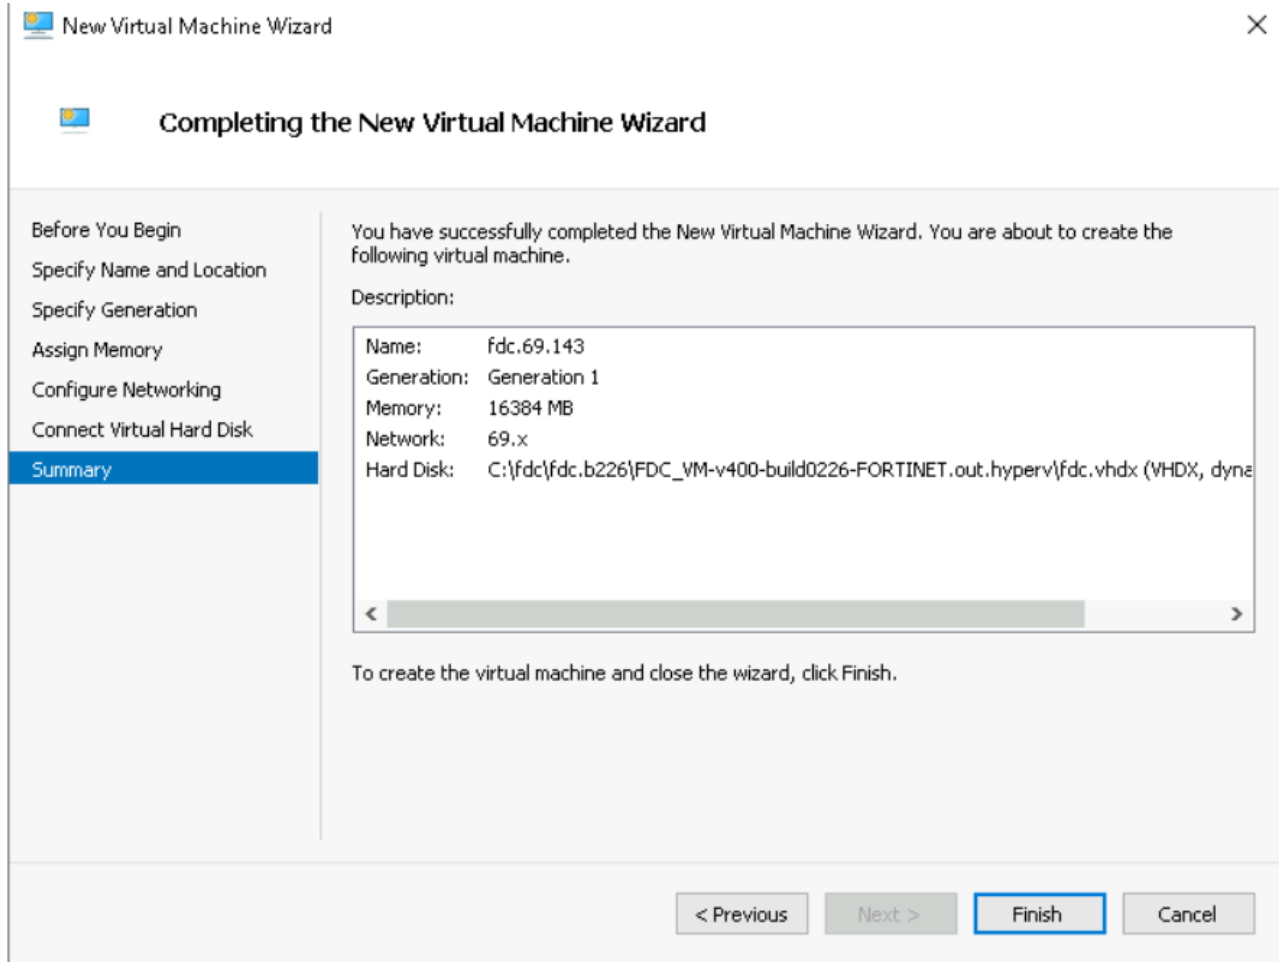 New Virtual Machine Wizard
Completing the New Virtual Machine Wizard
Before You Begin
Specify Name and Location
Specify Generation
Assign Memory
Configure Networking
Connect Virtual Hard Disk
Summary
You have successfully completed the New Virtual Machine Wizard. You are about to create the
following virtual machine.
Description:
Name: fdc.69.143
Generation: Generation 1
Memory: 16384 MB
Network: 69.x
Hard Disk: C:\fdc\fdc.b226\FDC_VM-v400-build0226-FORTINET.out.hyperv\fdc.vhdx (VHDX, dyna
To create the virtual machine and close the wizard, click Finish.
< Previous
Next >
Finish
Cancel